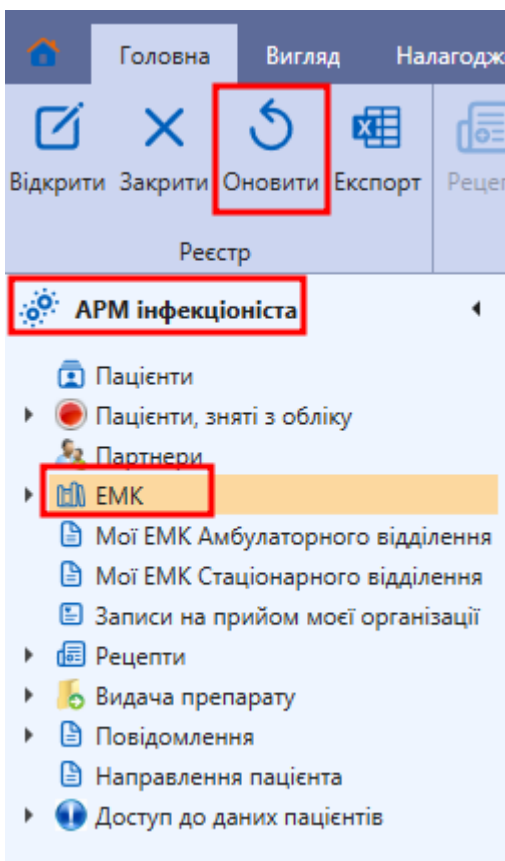 Головна Вигляд Налагодж
Відкрити Закрити Оновити Експорт Рецеп
Реєстр
АРМ інфекціоніста
Пацієнти
Пацієнти, зняті з обліку
Партнери
ЕМК
Мої ЕМК Амбулаторного відділення
Мої ЕМК Стаціонарного відділення
Записи на прийом моєї організації
Рецепти
Видача препарату
Повідомлення
Направлення пацієнта
Доступ до даних пацієнтів